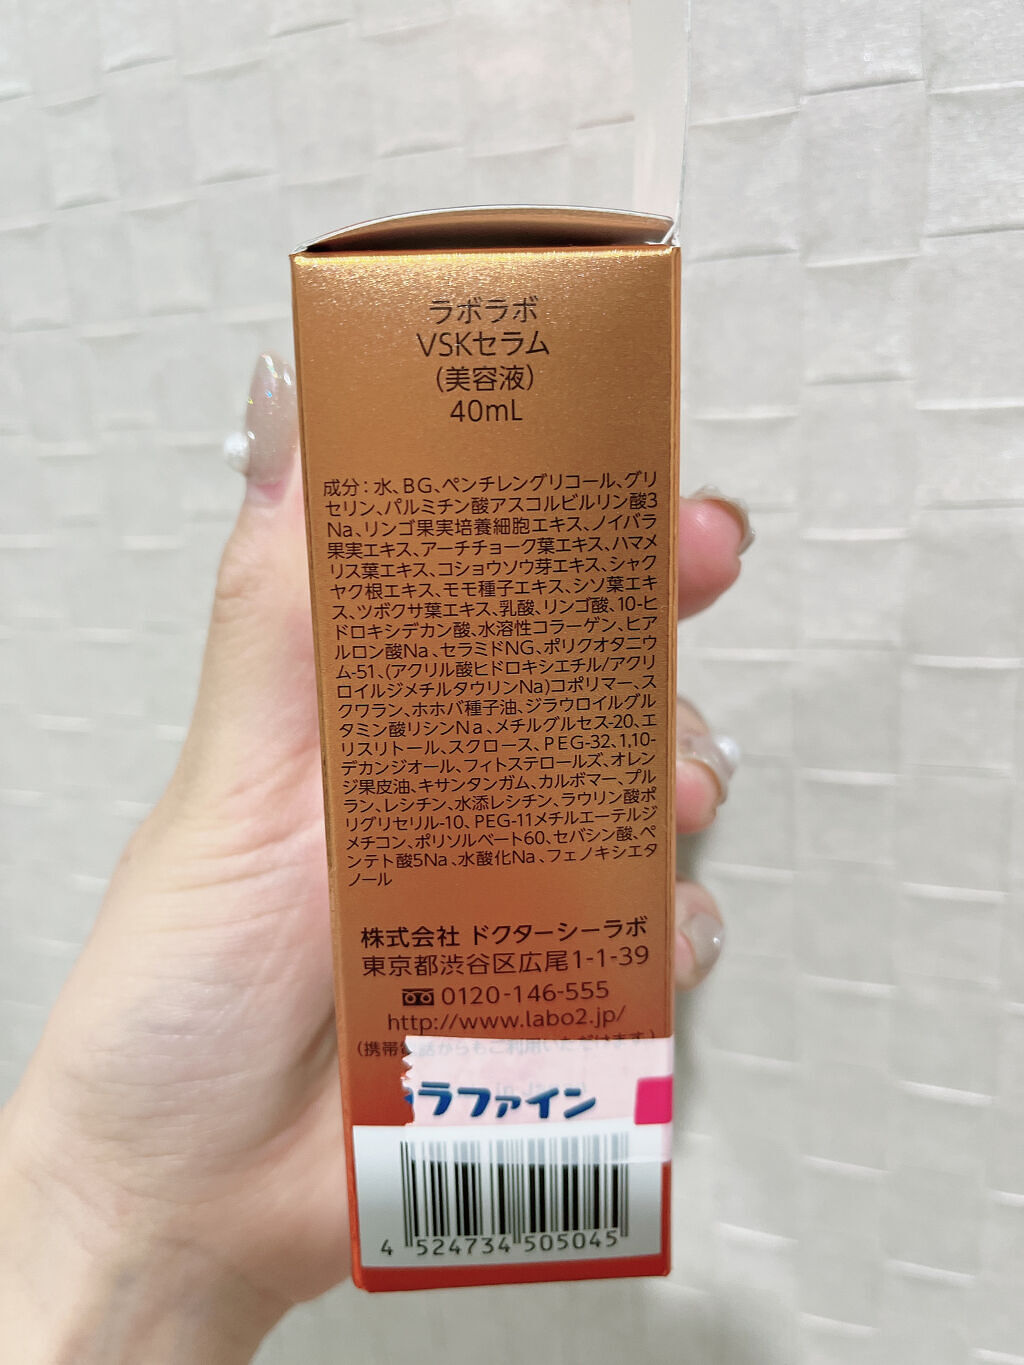 ラボラボ
VSKセラム
(美容液)
40mL
成分：水、BG、ペンチレングリコール、グリ
セリン、パルミチン酸アスコルビルリン酸3
Na、リンゴ果実培養細胞エキス、ノイバラ
果実エキス、アーチチョーク葉エキス、ハマメ
リス葉エキス、コショウソウ芽エキス、シャク
ヤク根エキス、モモ種子エキス、シソ葉エキ
ス、ツボクサ葉エキス、乳酸、リンゴ酸、10-ヒ
ドロキシデカン酸、水溶性コラーゲン、ヒア
ルロン酸Na、セラミドNG、ポリクオタニウ
ム-51、(アクリル酸ヒドロキシエチル/アクリ
ロイルジメチルタウリンNa)コポリマー、ス
クワラン、ホホバ種子油、ジラウロイルグル
タミン酸リシンNa、メチルグルセス-20、エ
リスリトール、スクロース、PEG-32、1,10-
デカンジオール、フィトステロールズ、オレン
ジ果皮油、キサンタンガム、カルボマー、プル
ラン、レシチン、水添レシチン、ラウリン酸ポ
リグリセリル-10、PEG-11メチルエーテルジ
メチコン、ポリソルベート60、セバシン酸、ペ
ンテト酸5Na、水酸化Na、フェノキシエタ
ノール
株式会社 ドクターシーラボ
東京都渋谷区広尾1-1-39
0120-146-555
http://www.labo2.jp/
(携帯電話からもご利用いただけます)
ラファイン
4 524734 505045